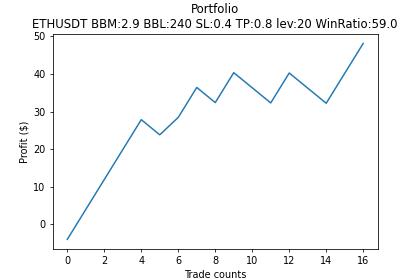 Portfolio
ETHUSDT BBM:2.9 BBL:240 SL:0.4 TP:0.8 lev:20 WinRatio:59.0
50
40
30
20
10
0
Profit ($)
0 2 4 6 8 10 12 14 16
Trade counts